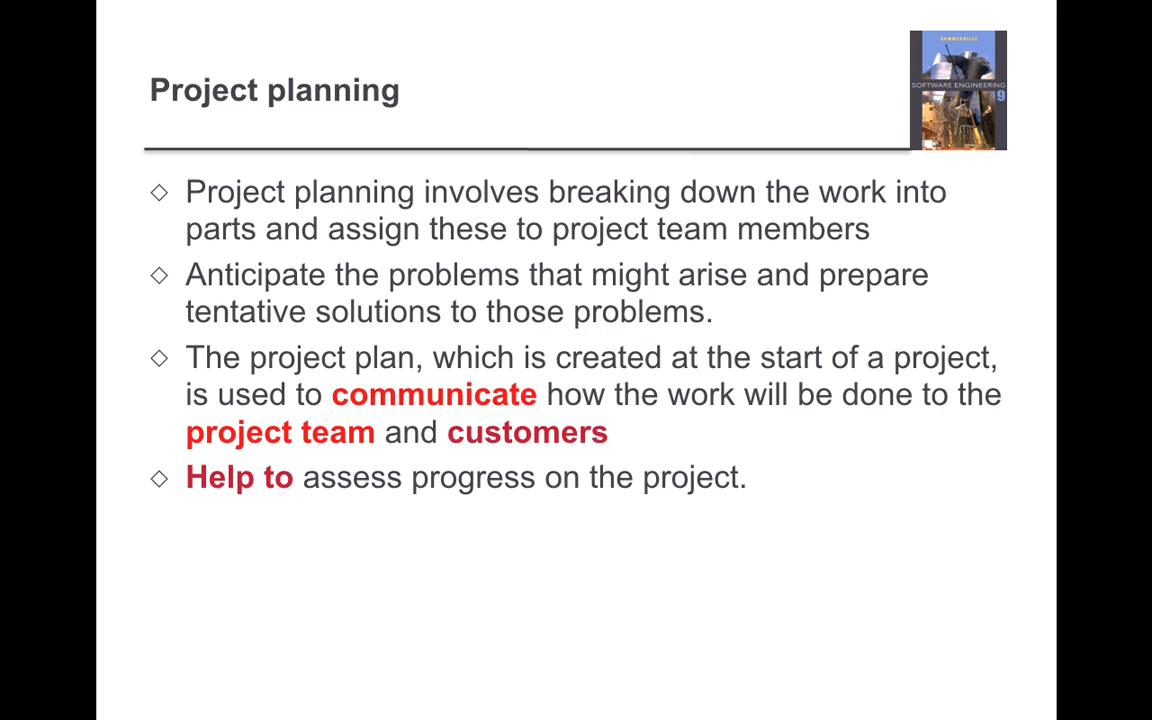 Project planning
SOMMERVILLE
SOFTWARE ENGINEERING
9
◇ Project planning involves breaking down the work into
parts and assign these to project team members
◇ Anticipate the problems that might arise and prepare
tentative solutions to those problems.
◇ The project plan, which is created at the start of a project,
is used to communicate how the work will be done to the
project team and customers
◇ Help to assess progress on the project.